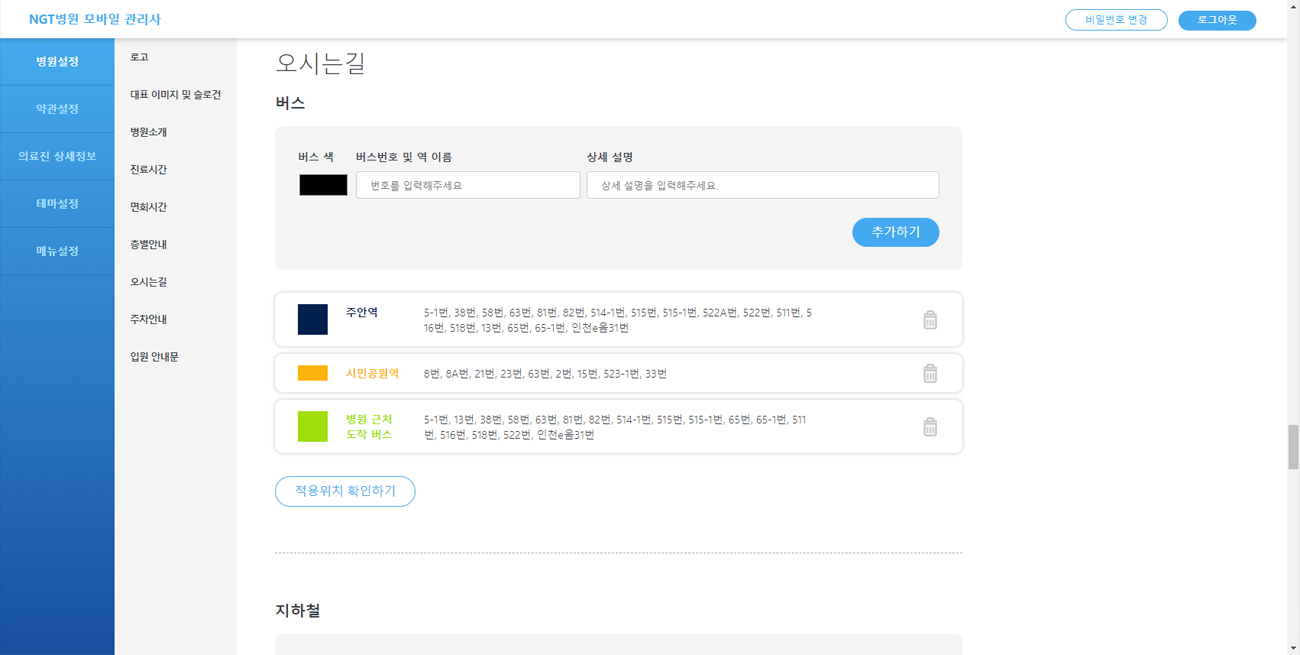 NGT병원 모바일 관리사
비밀번호 변경
로그아웃
병원설정
약관설정
의료진 상세정보
테마설정
메뉴설정
로고
대표 이미지 및 슬로건
병원소개
진료시간
면회시간
층별안내
오시는길
주차안내
입원 안내문
오시는길
버스
버스 색
버스번호 및 역 이름
상세 설명
번호를 입력해주세요
상세 설명을 입력해주세요.
추가하기
주안역
5-1번, 38번, 58번, 63번, 81번, 82번, 514-1번, 515번, 515-1번, 522A번, 522번, 511번, 5
16번, 518번, 13번, 65번, 65-1번, 인천e음31번
시민공원역
8번, 8A번, 21번, 23번, 63번, 2번, 15번, 523-1번, 33번
병원 근처
도착 버스
5-1번, 13번, 38번, 58번, 63번, 81번, 82번, 514-1번, 515번, 515-1번, 65번, 65-1번, 511
번, 516번, 518번, 522번, 인천e음31번
적용위치 확인하기
지하철